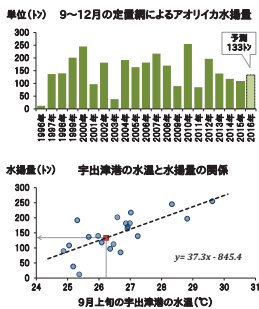 単位(トン) 9～12月の定置網によるアオリイカ水揚量
300
250
200
150
100
50
0
予測
133トン
1996年
1997年
1998年
1999年
2000年
2001年
2002年
2003年
2004年
2005年
2006年
2007年
2008年
2009年
2010年
2011年
2012年
2013年
2014年
2015年
2016年
水揚量(トン) 宇出津港の水温と水揚量の関係
300
250
200
150
100
50
0
y= 37.3x - 845.4
24 25 26 27 28 29 30 31
9月上旬の宇出津港の水温(℃)